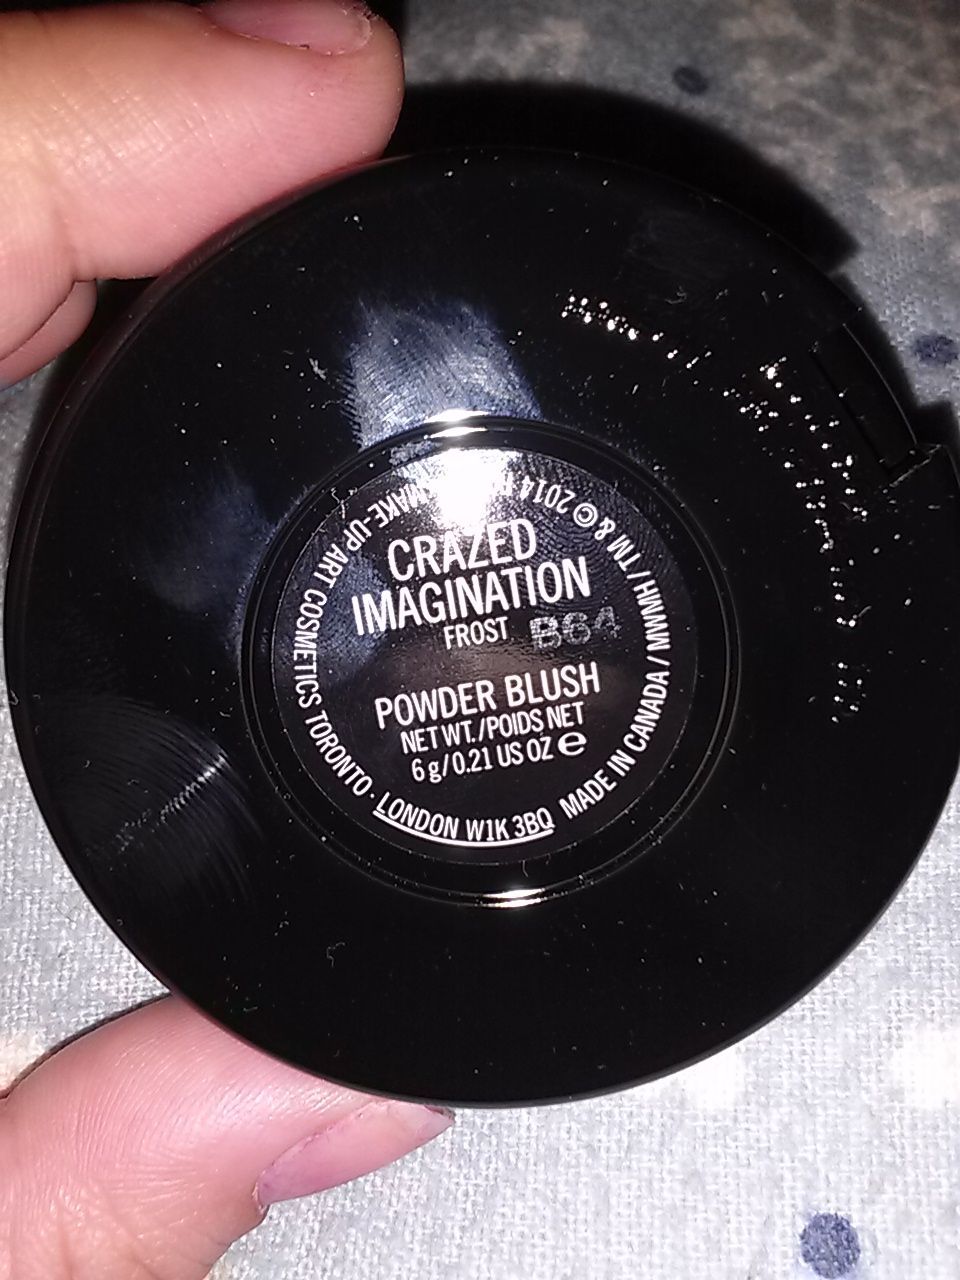 CRAZED
IMAGINATION
FROST B64
POWDER BLUSH
NET WT./POIDS NET
6 g/0.21 US OZ e
TM & © 2014 MAKE-UP ART COSMETICS TORONTO · LONDON W1K 3BQ MADE IN CANADA / MWNH /